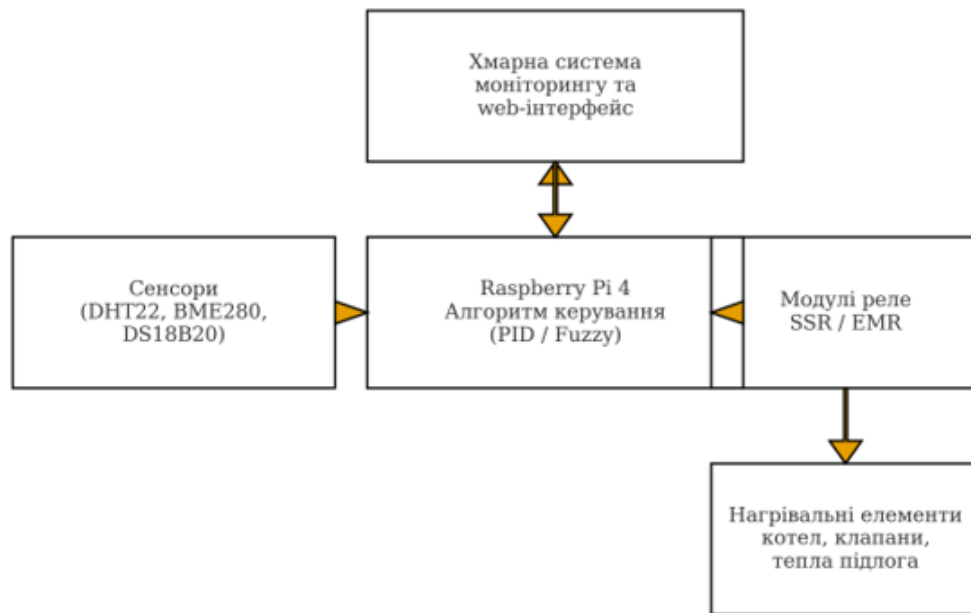 Хмарна система
моніторингу та
web-інтерфейс
Сенсори
(DHT22, BME280,
DS18B20)
Raspberry Pi 4
Алгоритм керування
(PID / Fuzzy)
Модулі реле
SSR / EMR
Нагрівальні елементи
котел, клапани,
тепла підлога